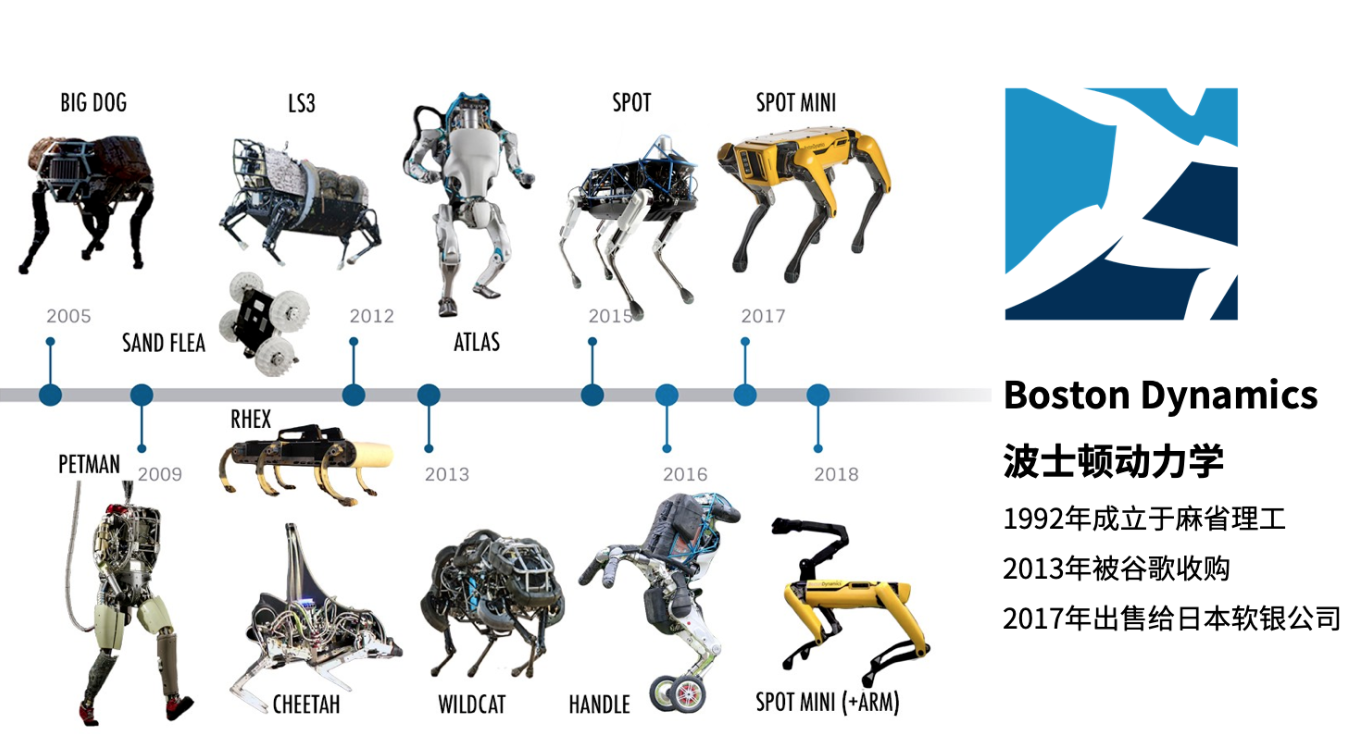 BIG DOG
LS3
SPOT
SPOT MINI
2005
2012
2015
2017
SAND FLEA
ATLAS
RHEX
PETMAN
2009
2013
2016
2018
CHEETAH
WILDCAT
HANDLE
SPOT MINI (+ARM)
Boston Dynamics
波士顿动力学
1992年成立于麻省理工
2013年被谷歌收购
2017年出售给日本软银公司